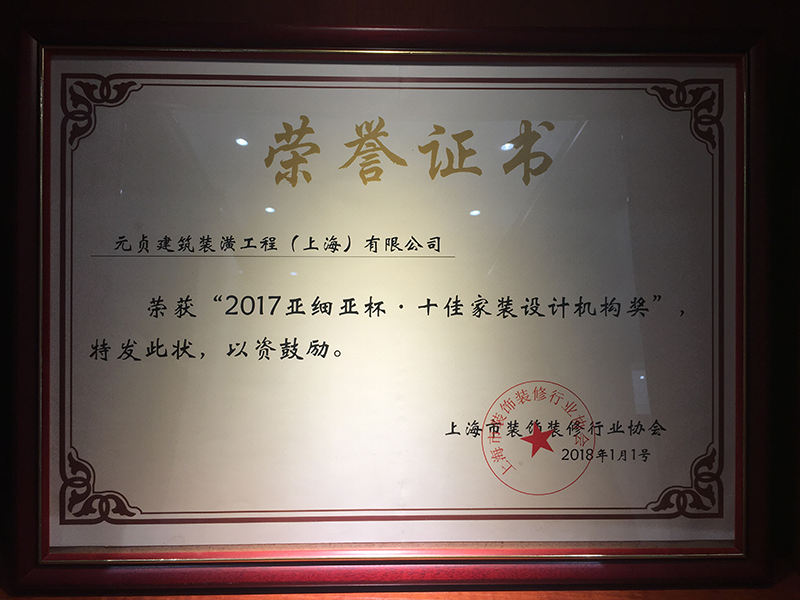 荣誉证书
元贞建筑装潢工程（上海）有限公司
荣获“2017亚细亚杯·十佳家装设计机构奖”，
特发此状，以资鼓励。
上海市装饰装修行业协会
上海市装饰装修行业协会
2018年1月1号